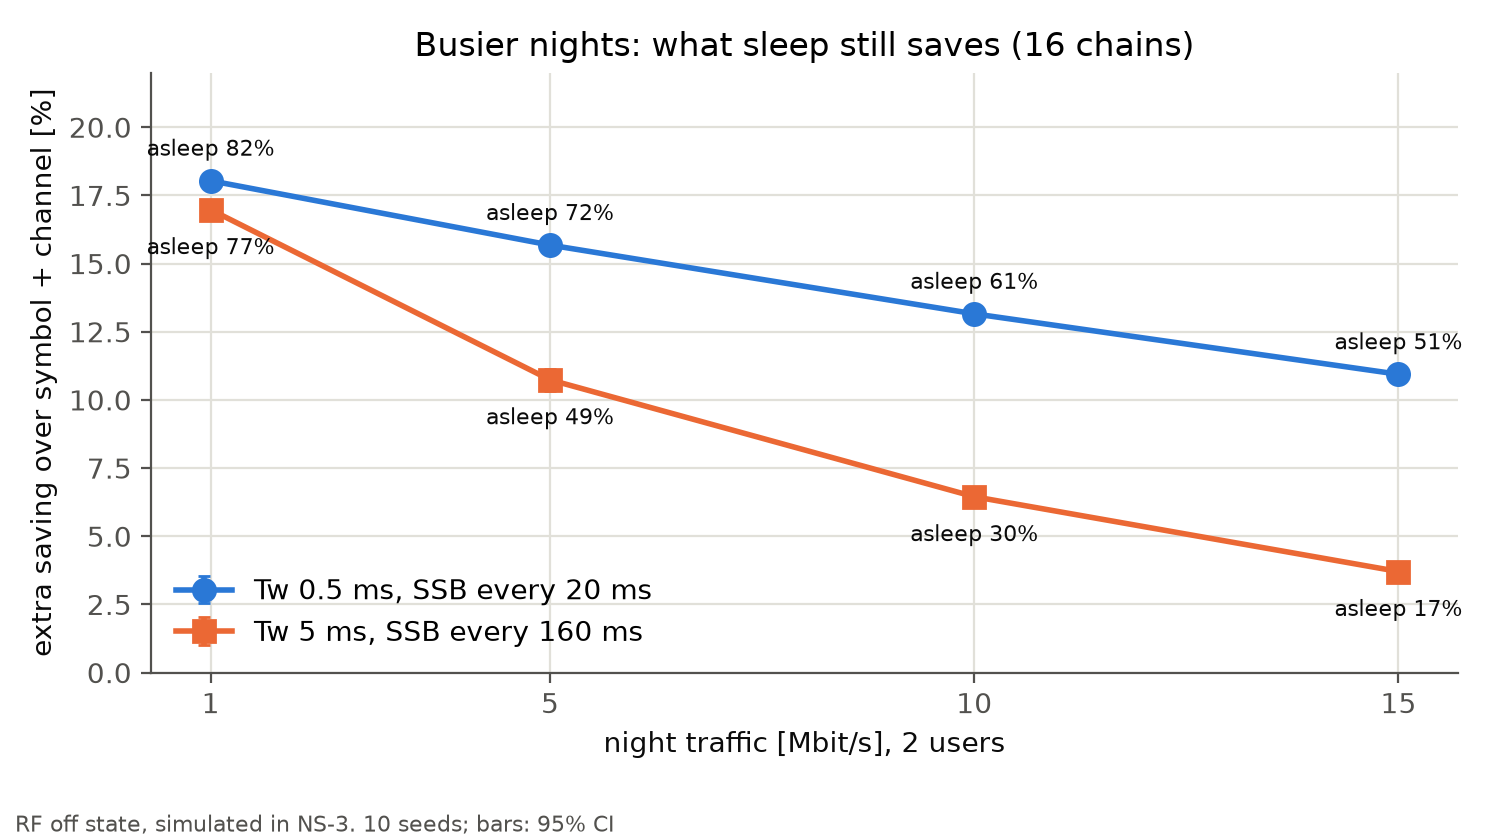 Busier nights: what sleep still saves (16 chains)
extra saving over symbol + channel [%]
20.0
17.5
15.0
12.5
10.0
7.5
5.0
2.5
0.0
asleep 82%
asleep 72%
asleep 61%
asleep 51%
asleep 77%
asleep 49%
asleep 30%
asleep 17%
Tw 0.5 ms, SSB every 20 ms
Tw 5 ms, SSB every 160 ms
1
5
10
15
night traffic [Mbit/s], 2 users
RF off state, simulated in NS-3. 10 seeds; bars: 95% CI